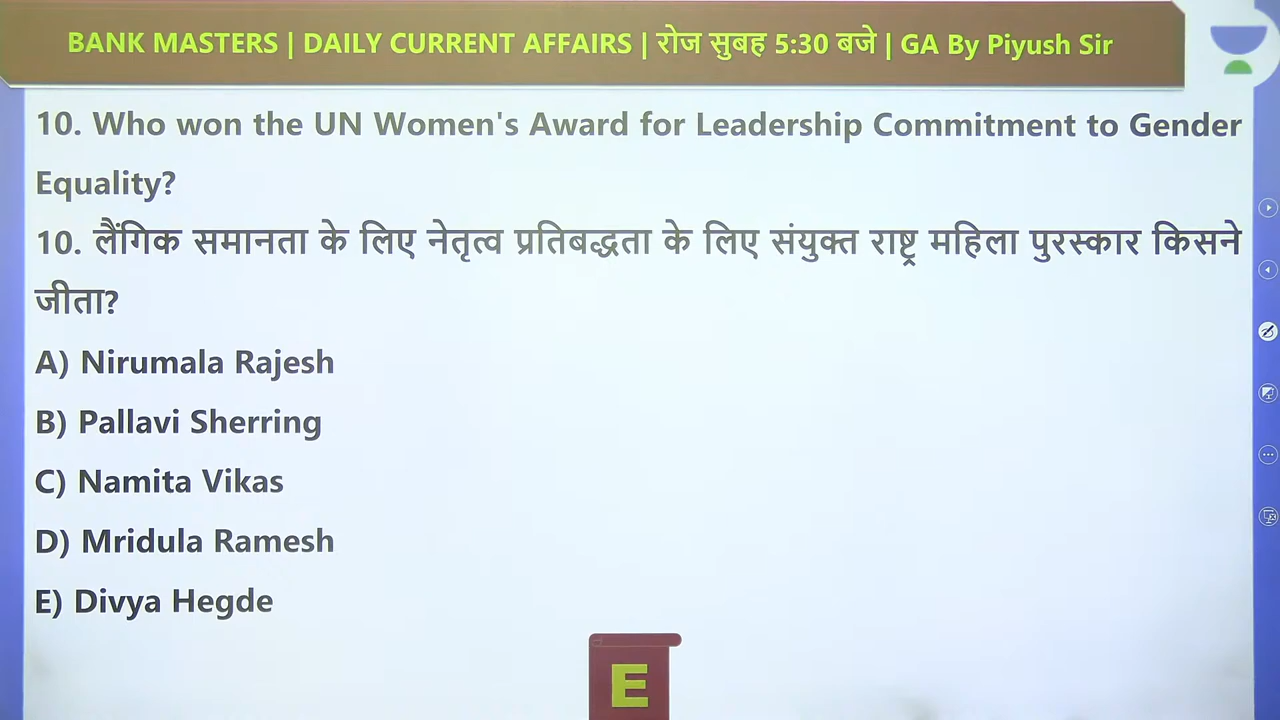 BANK MASTERS | DAILY CURRENT AFFAIRS | रोज सुबह 5:30 बजे | GA By Piyush Sir
10. Who won the UN Women's Award for Leadership Commitment to Gender
Equality?
10. लैंगिक समानता के लिए नेतृत्व प्रतिबद्धता के लिए संयुक्त राष्ट्र महिला पुरस्कार किसने
जीता?
A) Nirumala Rajesh
B) Pallavi Sherring
C) Namita Vikas
D) Mridula Ramesh
E) Divya Hegde
E